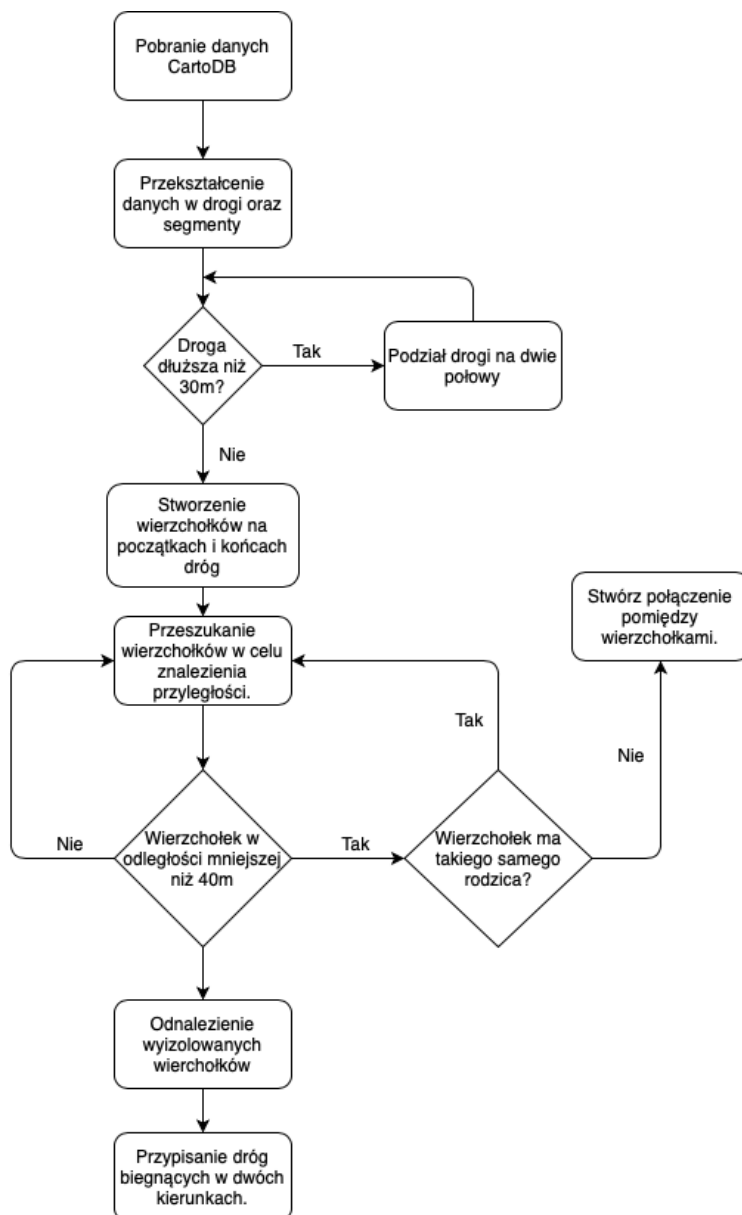 Pobranie danych
CartoDB
Przekształcenie
danych w drogi oraz
segmenty
Droga
dłuższa niż
30m?
Tak
Podział drogi na dwie
połowy
Nie
Stworzenie
wierzchołków na
początkach i końcach
dróg
Stwórz połączenie
pomiędzy
wierzchołkami.
Przeszukanie
wierzchołków w celu
znalezienia
przyległości.
Tak
Nie
Nie
Wierzchołek w
odległości mniejszej
niż 40m
Tak
Wierzchołek ma
takiego samego
rodzica?
Odnalezienie
wyizolowanych
wierchołków
Przypisanie dróg
biegnących w dwóch
kierunkach.